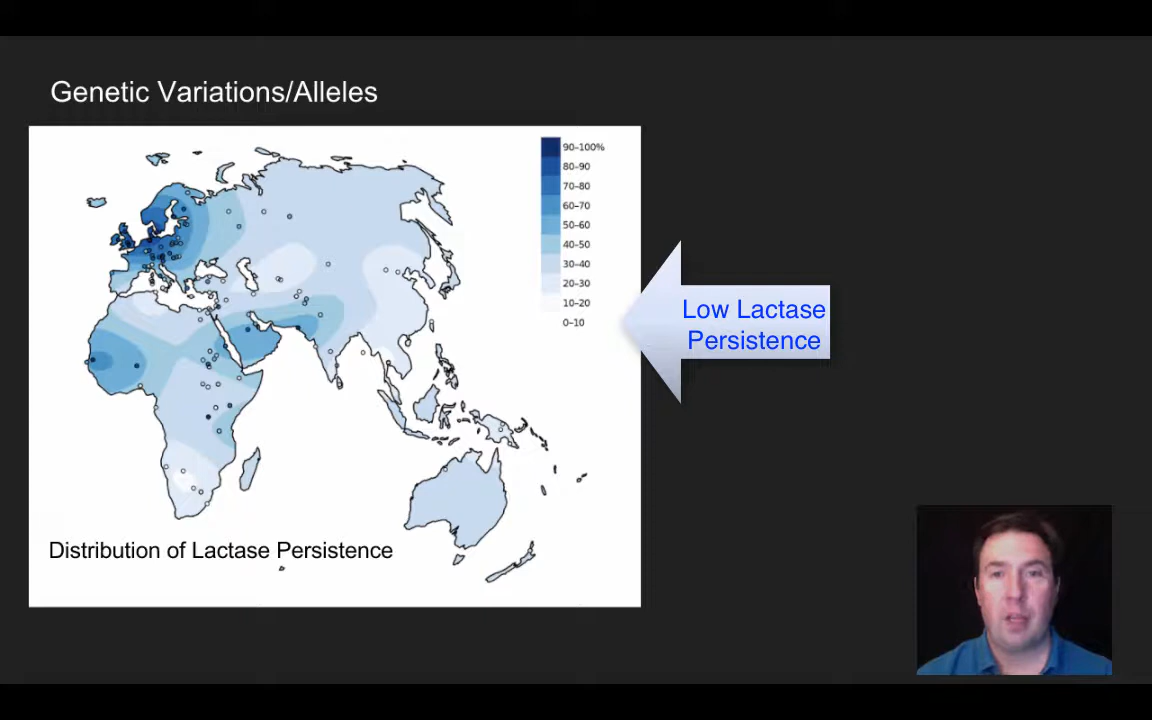 Genetic Variations/Alleles
90–100%
80–90
70–80
60–70
50–60
40–50
30–40
20–30
10–20
0–10
Low Lactase
Persistence
Distribution of Lactase Persistence